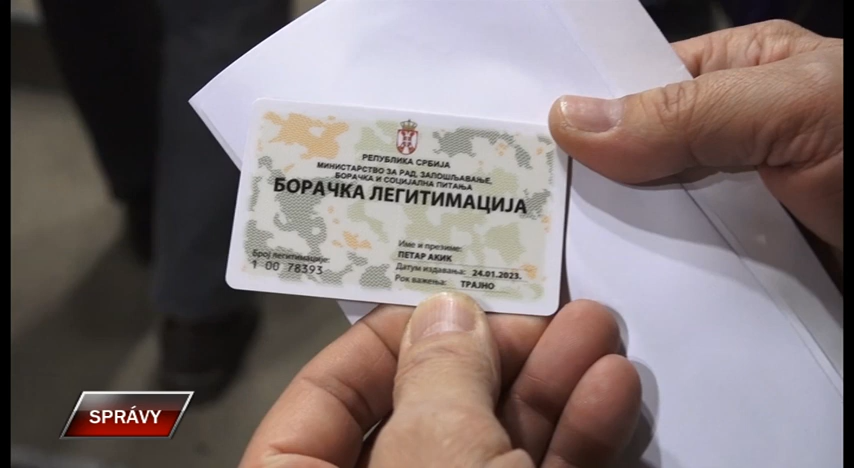 РЕПУБЛИКА СРБИЈА
МИНИСТАРСТВО ЗА РАД, ЗАПОШЉАВАЊЕ,
БОРАЧКА И СОЦИЈАЛНА ПИТАЊА
БОРАЧКА ЛЕГИТИМАЦИЈА
Број легитимације:
1 00 78393
Име и презиме:
ПЕТАР АКИК
Датум издавања: 24.01.2023.
Рок важења: ТРАЈНО
SPRÁVY